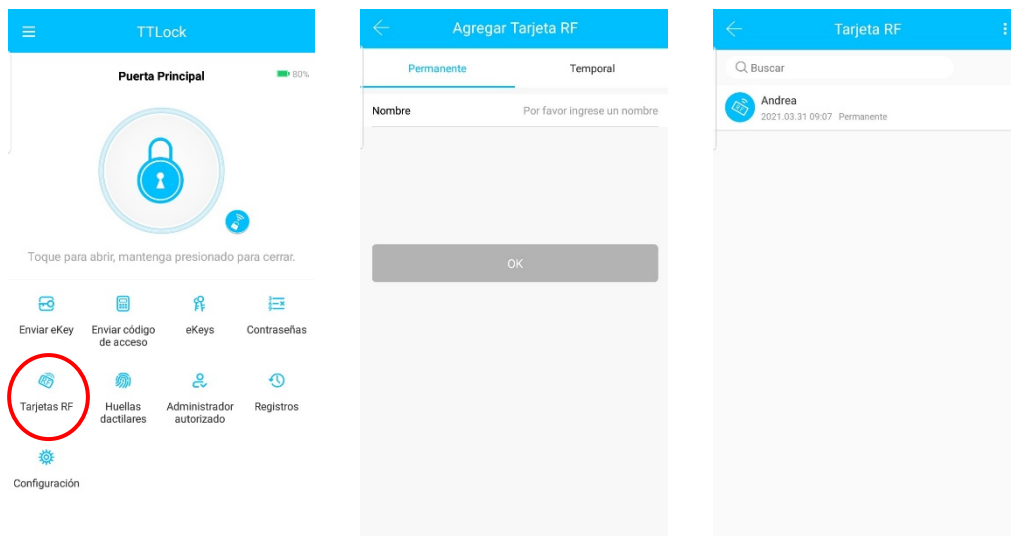 TTLock
Puerta Principal
80%
Toque para abrir, mantenga presionado para cerrar.
Enviar eKey
Enviar código
de acceso
eKeys
Contraseñas
Tarjetas RF
Huellas
dactilares
Administrador
autorizado
Registros
Configuración
Agregar Tarjeta RF
Permanente
Temporal
Nombre
Por favor ingrese un nombre
OK
Tarjeta RF
Buscar
Andrea
2021.03.31 09:07 Permanente